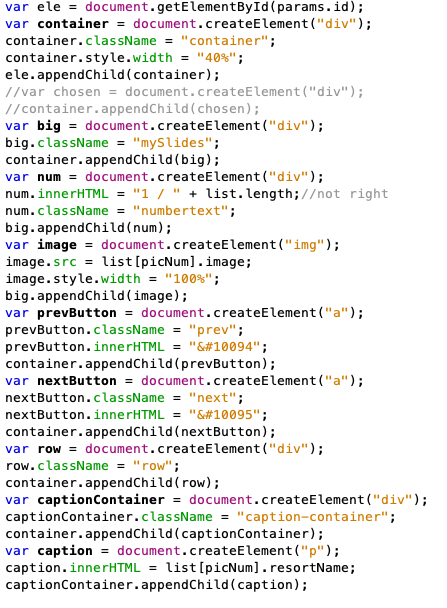 var ele = document.getElementById(params.id);
var container = document.createElement("div");
container.className = "container";
container.style.width = "40%";
ele.appendChild(container);
//var chosen = document.createElement("div");
//container.appendChild(chosen);
var big = document.createElement("div");
big.className = "mySlides";
container.appendChild(big);
var num = document.createElement("div");
num.innerHTML = "1 / " + list.length;//not right
num.className = "numbertext";
big.appendChild(num);
var image = document.createElement("img");
image.src = list[picNum].image;
image.style.width = "100%";
big.appendChild(image);
var prevButton = document.createElement("a");
prevButton.className = "prev";
prevButton.innerHTML = "&#10094";
container.appendChild(prevButton);
var nextButton = document.createElement("a");
nextButton.className = "next";
nextButton.innerHTML = "&#10095";
container.appendChild(nextButton);
var row = document.createElement("div");
row.className = "row";
container.appendChild(row);
var captionContainer = document.createElement("div");
captionContainer.className = "caption-container";
container.appendChild(captionContainer);
var caption = document.createElement("p");
caption.innerHTML = list[picNum].resortName;
captionContainer.appendChild(caption);